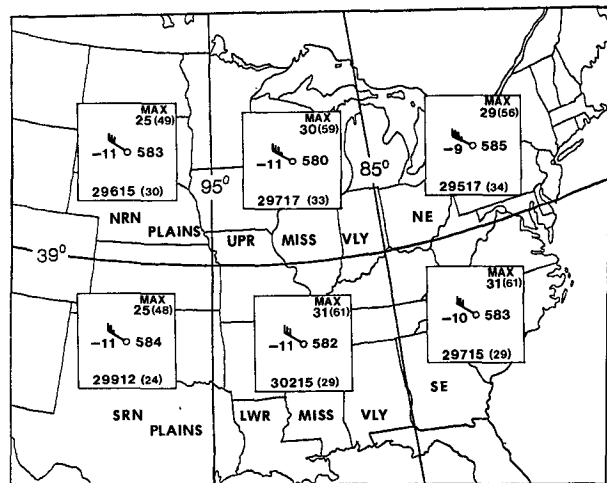 MAX
25(49)
-11 583
29615 (30)
MAX
30(59)
-11 580
29717 (33)
MAX
29(56)
-9 585
29517 (34)
95°
85°
NRN
PLAINS
UPR MISS VLY
NE
39°
MAX
25(48)
-11 584
29912 (24)
MAX
31(61)
-11 582
30215 (29)
MAX
31(61)
-10 583
29715 (29)
SRN
PLAINS
LWR MISS VLY
SE